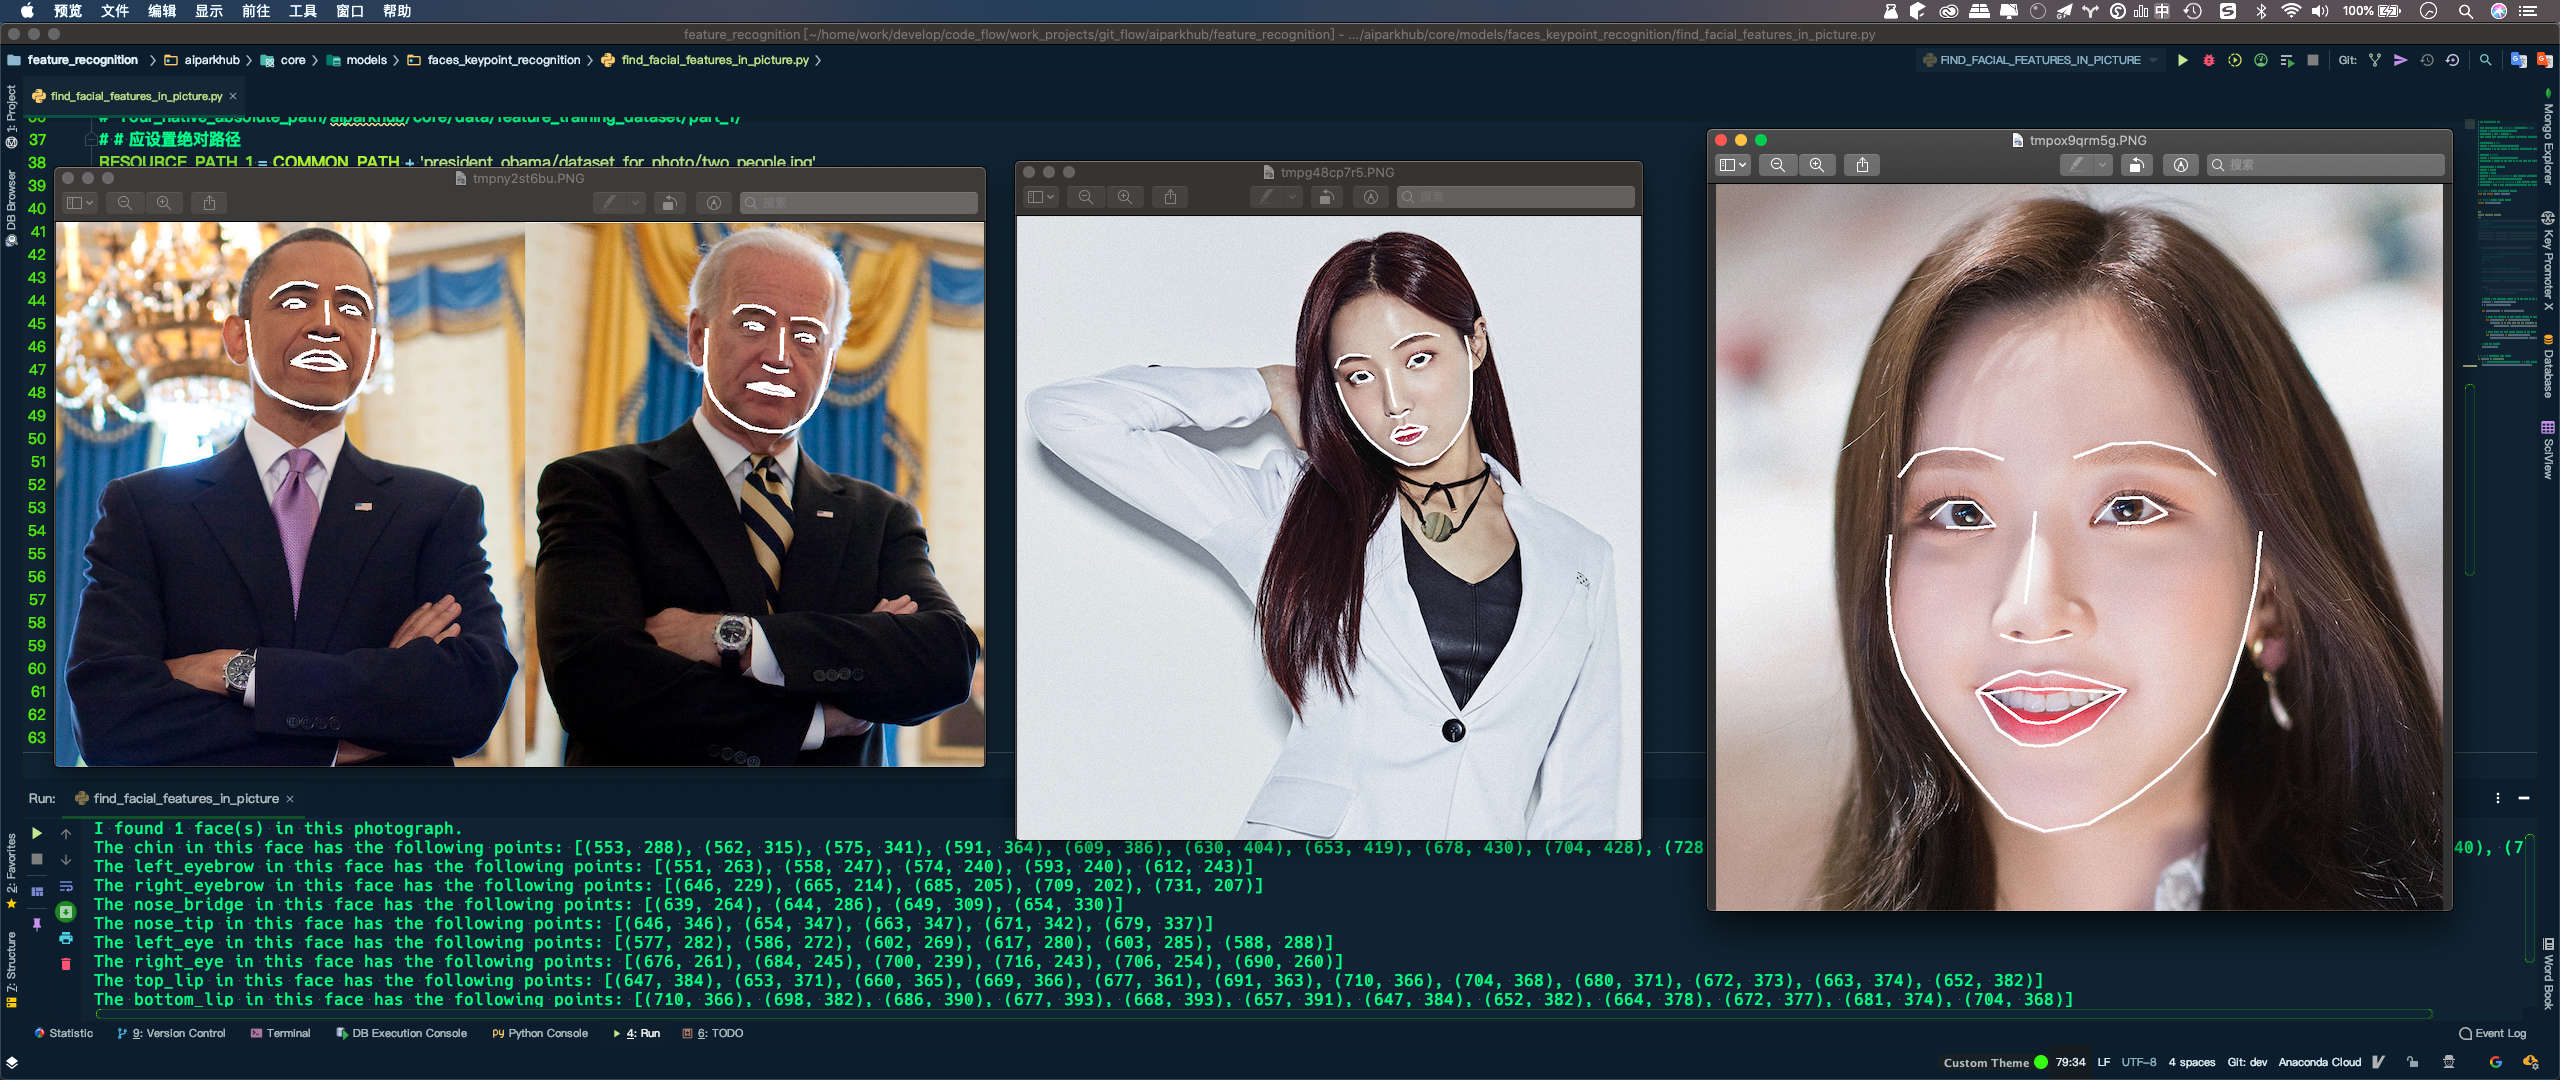 预览 文件 编辑 显示 前往 工具 窗口 帮助
100%
feature_recognition [~/home/work/develop/code_flow/work_projects/git_flow/aiparkhub/feature_recognition] - .../aiparkhub/core/models/faces_keypoint_recognition/find_facial_features_in_picture.py
feature_recognition aiparkhub core models faces_keypoint_recognition find_facial_features_in_picture.py
FIND_FACIAL_FEATURES_IN_PICTURE
Git:
find_facial_features_in_picture.py
1: Project
DB Browser
2: Favorites
7: Structure
Mongo Explorer
Key Promoter X
Database
SciView
Word Book
# Your_native_absolute_path/aiparkhub/core/data/feature_training_dataset/part_1/
37 # # 应设置绝对路径
38 RESOURCE_PATH_1 = COMMON_PATH + 'president_obama/dataset_for_photo/two_people.jpg'
39
40
41
42
43
44
45
46
47
48
49
50
51
52
53
54
55
56
57
58
59
60
61
62
63
tmpny2st6bu.PNG
搜索
tmpg48cp7r5.PNG
搜索
tmpox9qrm5g.PNG
搜索
Run: find_facial_features_in_picture
I found 1 face(s) in this photograph.
The chin in this face has the following points: [(553, 288), (562, 315), (575, 341), (591, 364), (609, 386), (630, 404), (653, 419), (678, 430), (704, 428), (728 40), (7
The left_eyebrow in this face has the following points: [(551, 263), (558, 247), (574, 240), (593, 240), (612, 243)]
The right_eyebrow in this face has the following points: [(646, 229), (665, 214), (685, 205), (709, 202), (731, 207)]
The nose_bridge in this face has the following points: [(639, 264), (644, 286), (649, 309), (654, 330)]
The nose_tip in this face has the following points: [(646, 346), (654, 347), (663, 347), (671, 342), (679, 337)]
The left_eye in this face has the following points: [(577, 282), (586, 272), (602, 269), (617, 280), (603, 285), (588, 288)]
The right_eye in this face has the following points: [(676, 261), (684, 245), (700, 239), (716, 243), (706, 254), (690, 260)]
The top_lip in this face has the following points: [(647, 384), (653, 371), (660, 365), (669, 366), (677, 361), (691, 363), (710, 366), (704, 368), (680, 371), (672, 373), (663, 374), (652, 382)]
The bottom_lip in this face has the following points: [(710, 366), (698, 382), (686, 390), (677, 393), (668, 393), (657, 391), (647, 384), (652, 382), (664, 378), (672, 377), (681, 374), (704, 368)]
Statistic 9: Version Control Terminal DB Execution Console Python Console 4: Run 6: TODO Event Log
Custom Theme 79:34 LF UTF-8 4 spaces Git: dev Anaconda Cloud